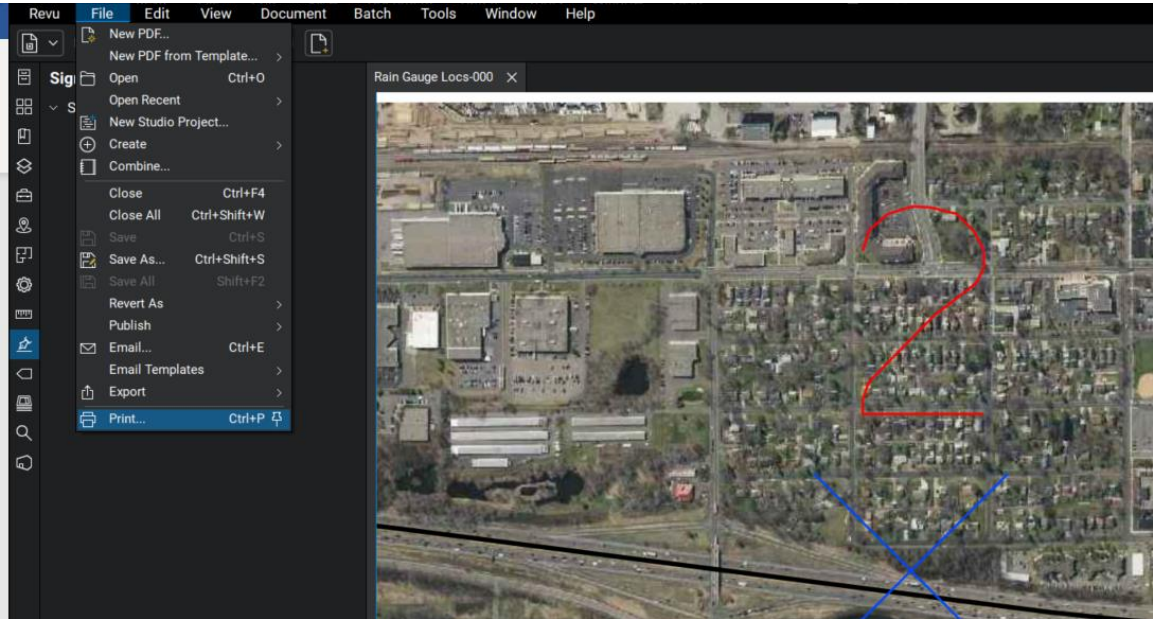 Revu File Edit View Document Batch Tools Window Help
New PDF...
New PDF from Template...
Sig
Open Ctrl+O
S
Open Recent
New Studio Project...
Create
Combine...
Close Ctrl+F4
Close All Ctrl+Shift+W
Save Ctrl+S
Save As... Ctrl+Shift+S
Save All Shift+F2
Revert As
Publish
Email... Ctrl+E
Email Templates
Export
Print... Ctrl+P
Rain Gauge Locs-000
2